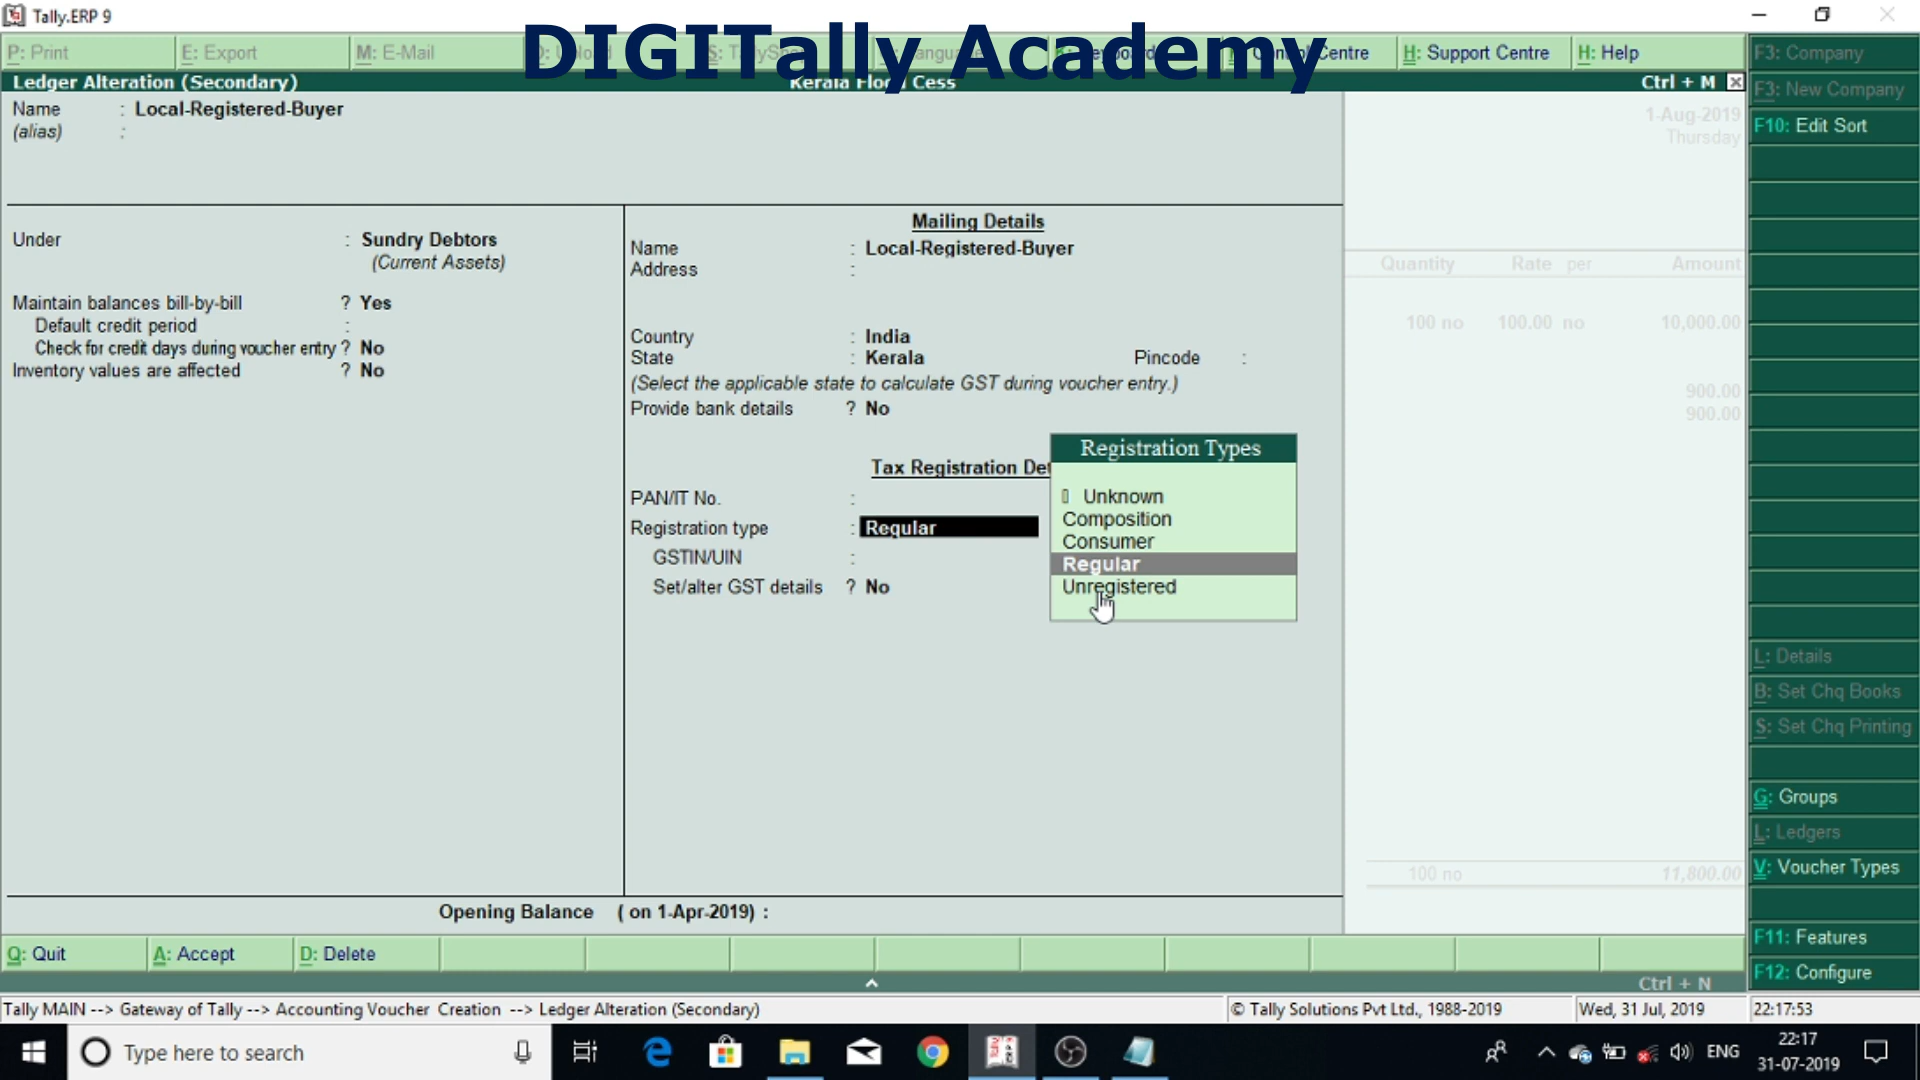 Tally.ERP 9
DIGITally Academy
P: Print
E: Export
M: E-Mail
Centre
H: Support Centre
H: Help
F3: Company
Ledger Alteration (Secondary)
Kerala Flood Cess
Ctrl + M
F3: New Company
Name : Local-Registered-Buyer
(alias) :
1-Aug-2019
Thursday
F10: Edit Sort
Under : Sundry Debtors
(Current Assets)
Maintain balances bill-by-bill ? Yes
Default credit period :
Check for credit days during voucher entry ? No
Inventory values are affected ? No
Mailing Details
Name : Local-Registered-Buyer
Address :
Country : India
State : Kerala Pincode :
(Select the applicable state to calculate GST during voucher entry.)
Provide bank details ? No
Tax Registration Det
PAN/IT No. :
Registration type : Regular
GSTIN/UIN :
Set/alter GST details ? No
Registration Types
Unknown
Composition
Consumer
Regular
Unregistered
Quantity Rate per Amount
100 no 100.00 no 10,000.00
900.00
900.00
100 no 11,800.00
L: Details
B: Set Chq Books
S: Set Chq Printing
G: Groups
L: Ledgers
V: Voucher Types
F11: Features
F12: Configure
Opening Balance ( on 1-Apr-2019) :
Q: Quit
A: Accept
D: Delete
Ctrl + N
Tally MAIN --> Gateway of Tally --> Accounting Voucher Creation --> Ledger Alteration (Secondary)
© Tally Solutions Pvt Ltd., 1988-2019
Wed, 31 Jul, 2019
22:17:53
Type here to search
ENG
22:17
31-07-2019